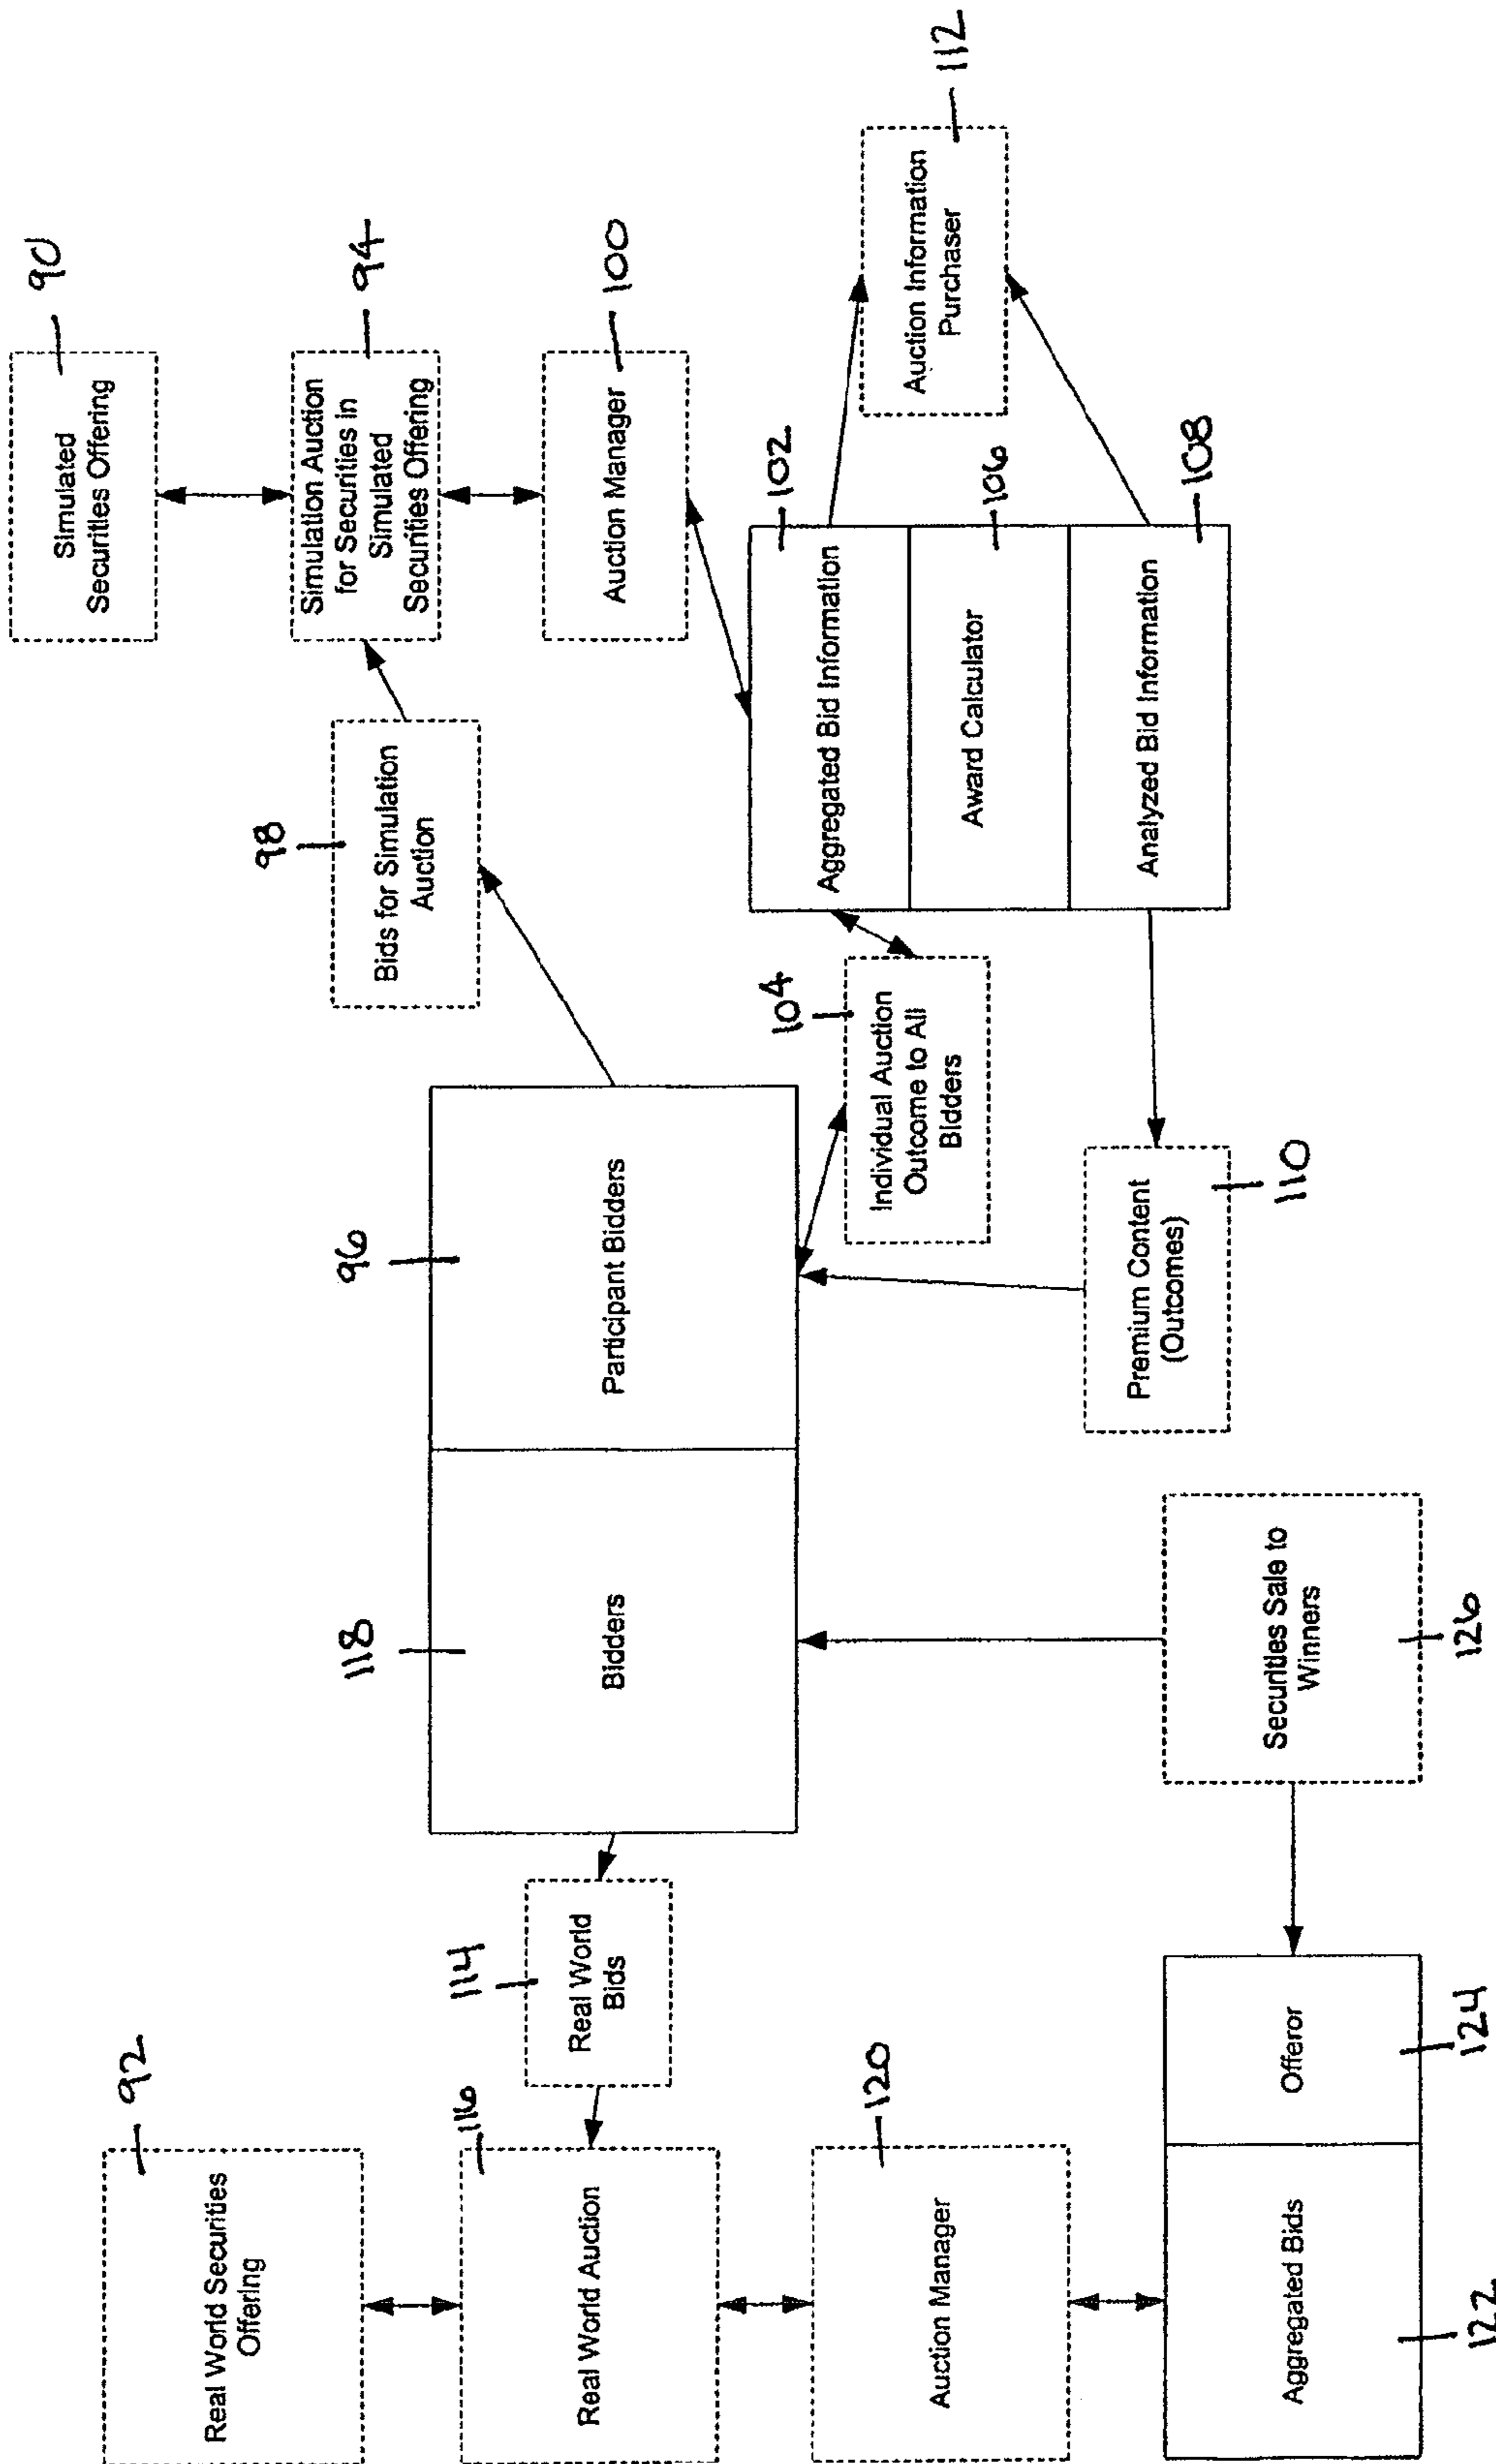 90
Simulated
Securities Offering
94
Simulation Auction
for Securities in
Simulated
Securities Offering
100
Auction Manager
98
Bids for Simulation
Auction
102
Aggregated Bid Information
106
Award Calculator
108
Analyzed Bid Information
112
Auction Information
Purchaser
104
Individual Auction
Outcome to All
Bidders
110
Premium Content
(Outcomes)
96
Participant Bidders
118
Bidders
114
Real World
Bids
92
Real World Securities
Offering
116
Real World Auction
120
Auction Manager
122
Aggregated Bids
124
Offeror
126
Securities Sale to
Winners